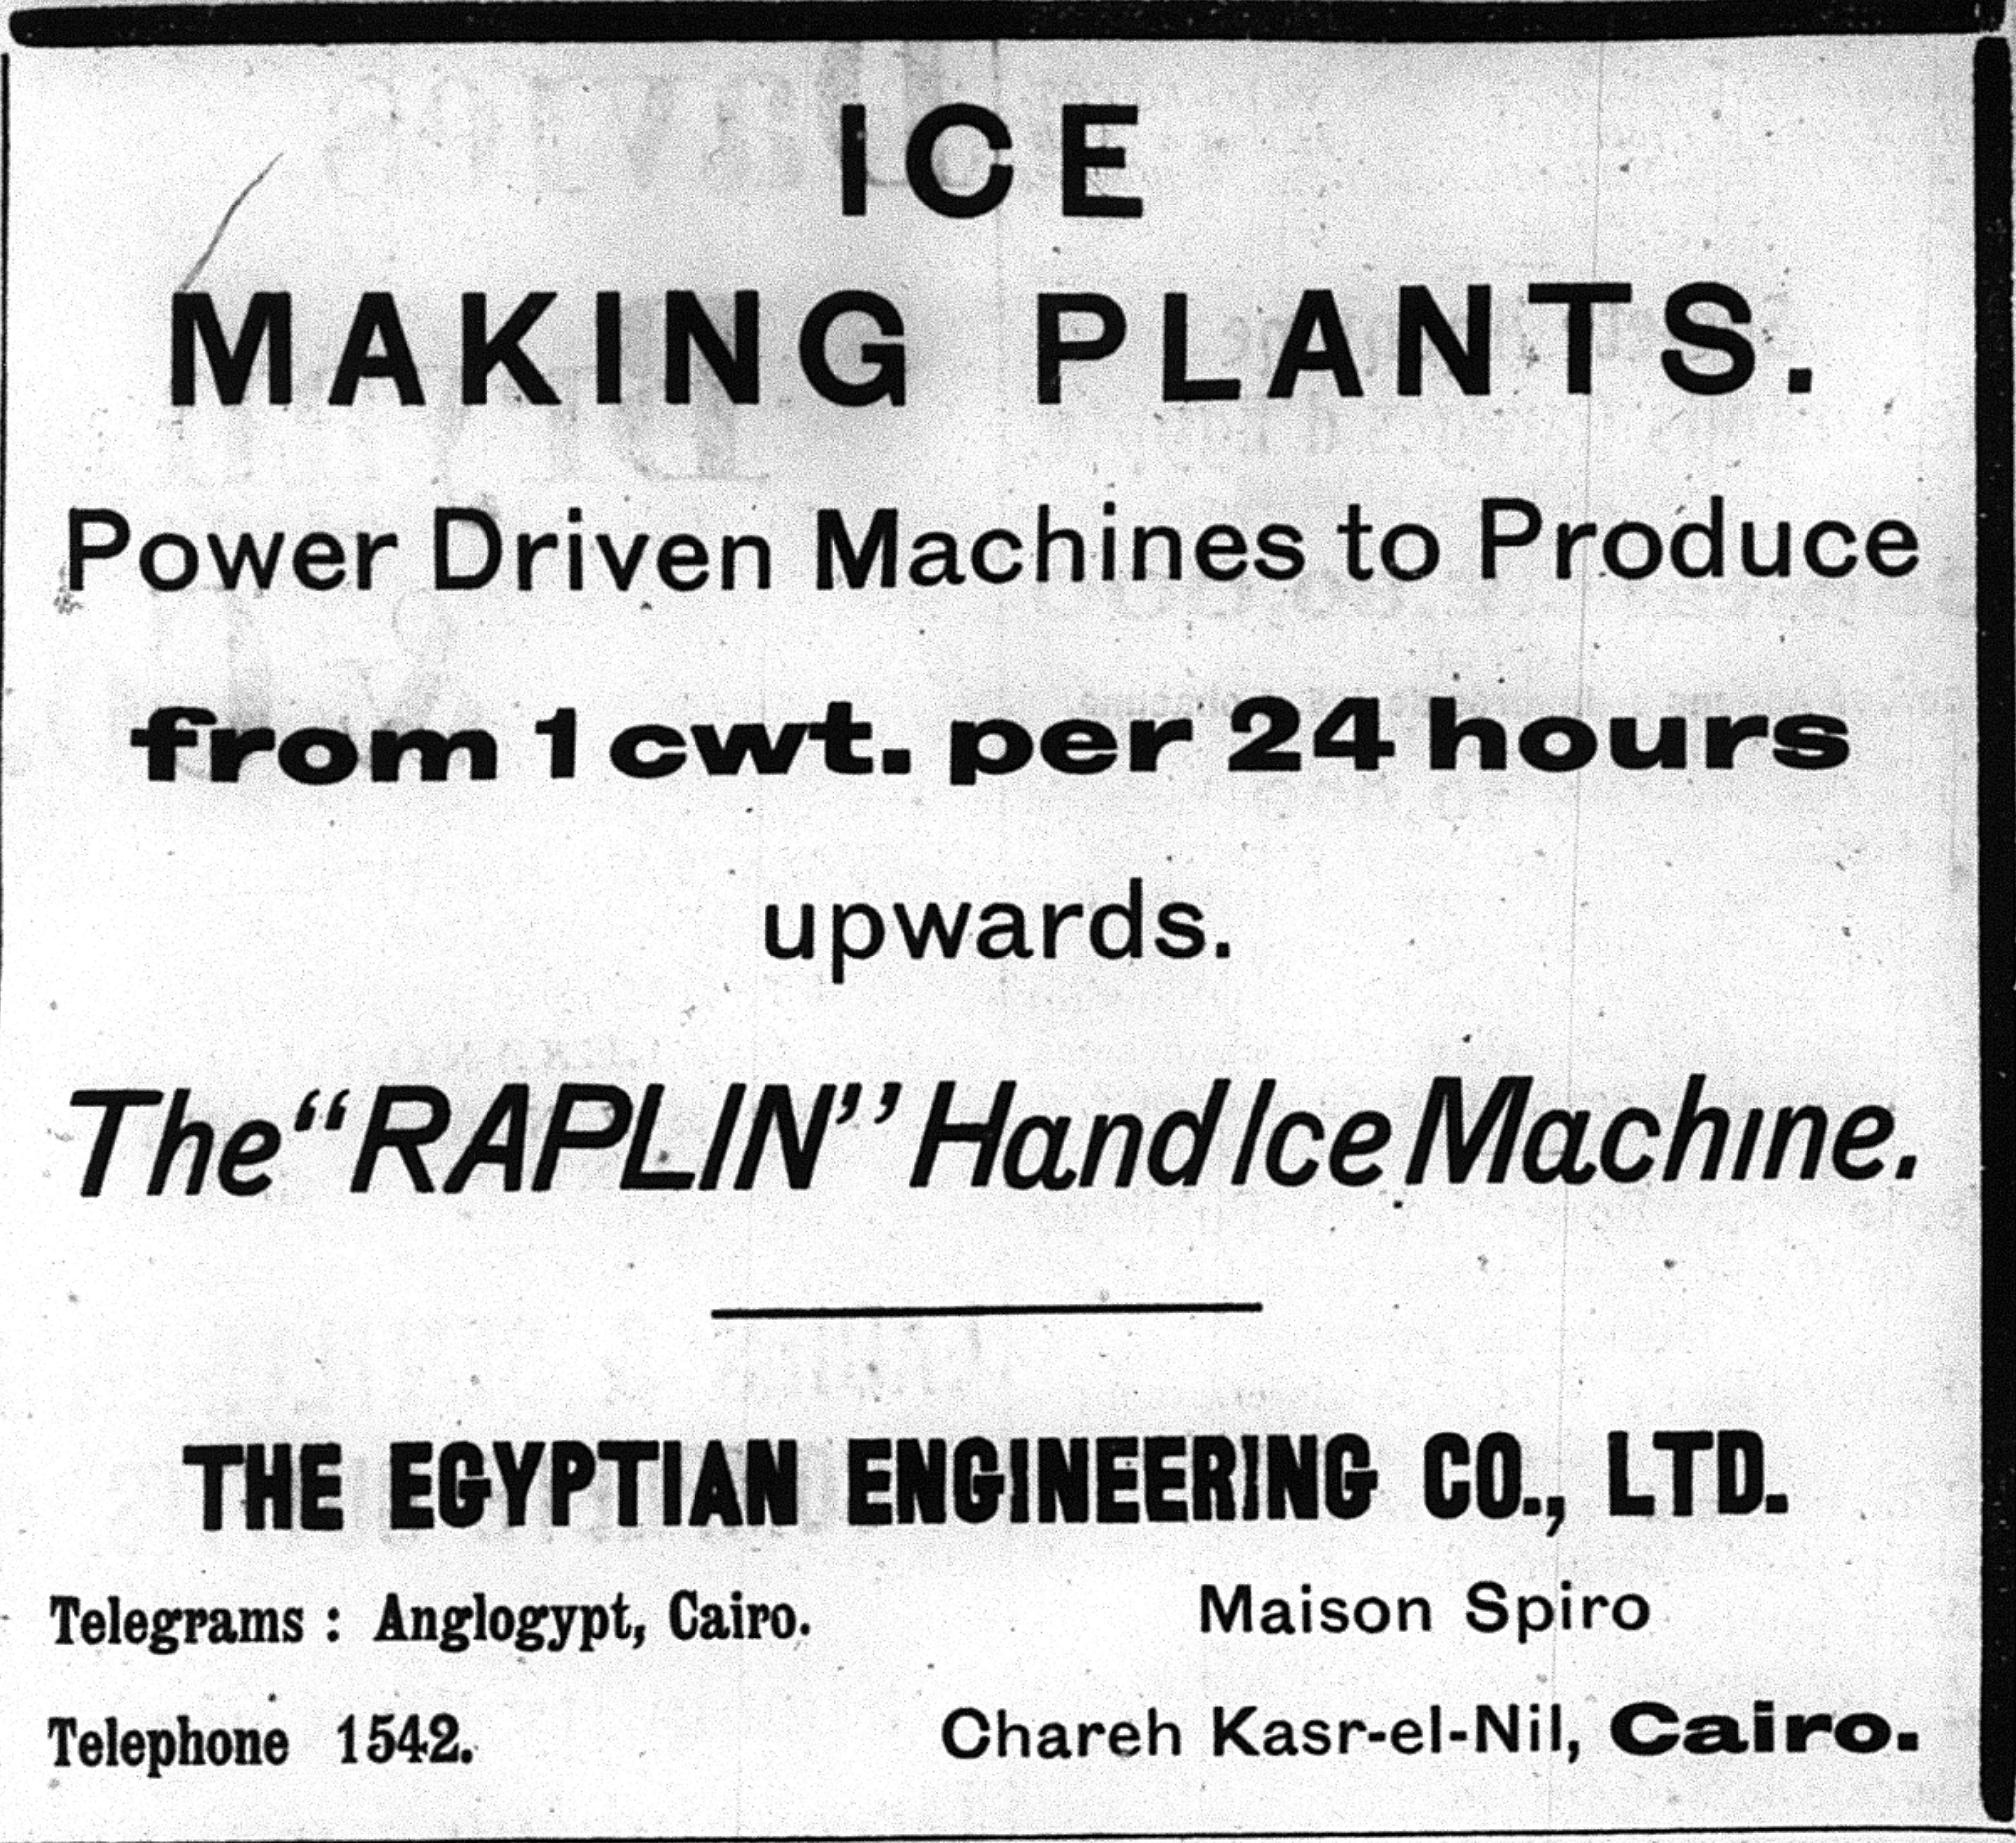 ICE
MAKING PLANTS.
Power Driven Machines to Produce
from 1 cwt. per 24 hours
upwards.
The “RAPLIN” Hand Ice Machine.
THE EGYPTIAN ENGINEERING CO., LTD.
Telegrams : Anglogypt, Cairo.
Maison Spiro
Telephone 1542.
Chareh Kasr-el-Nil, Cairo.